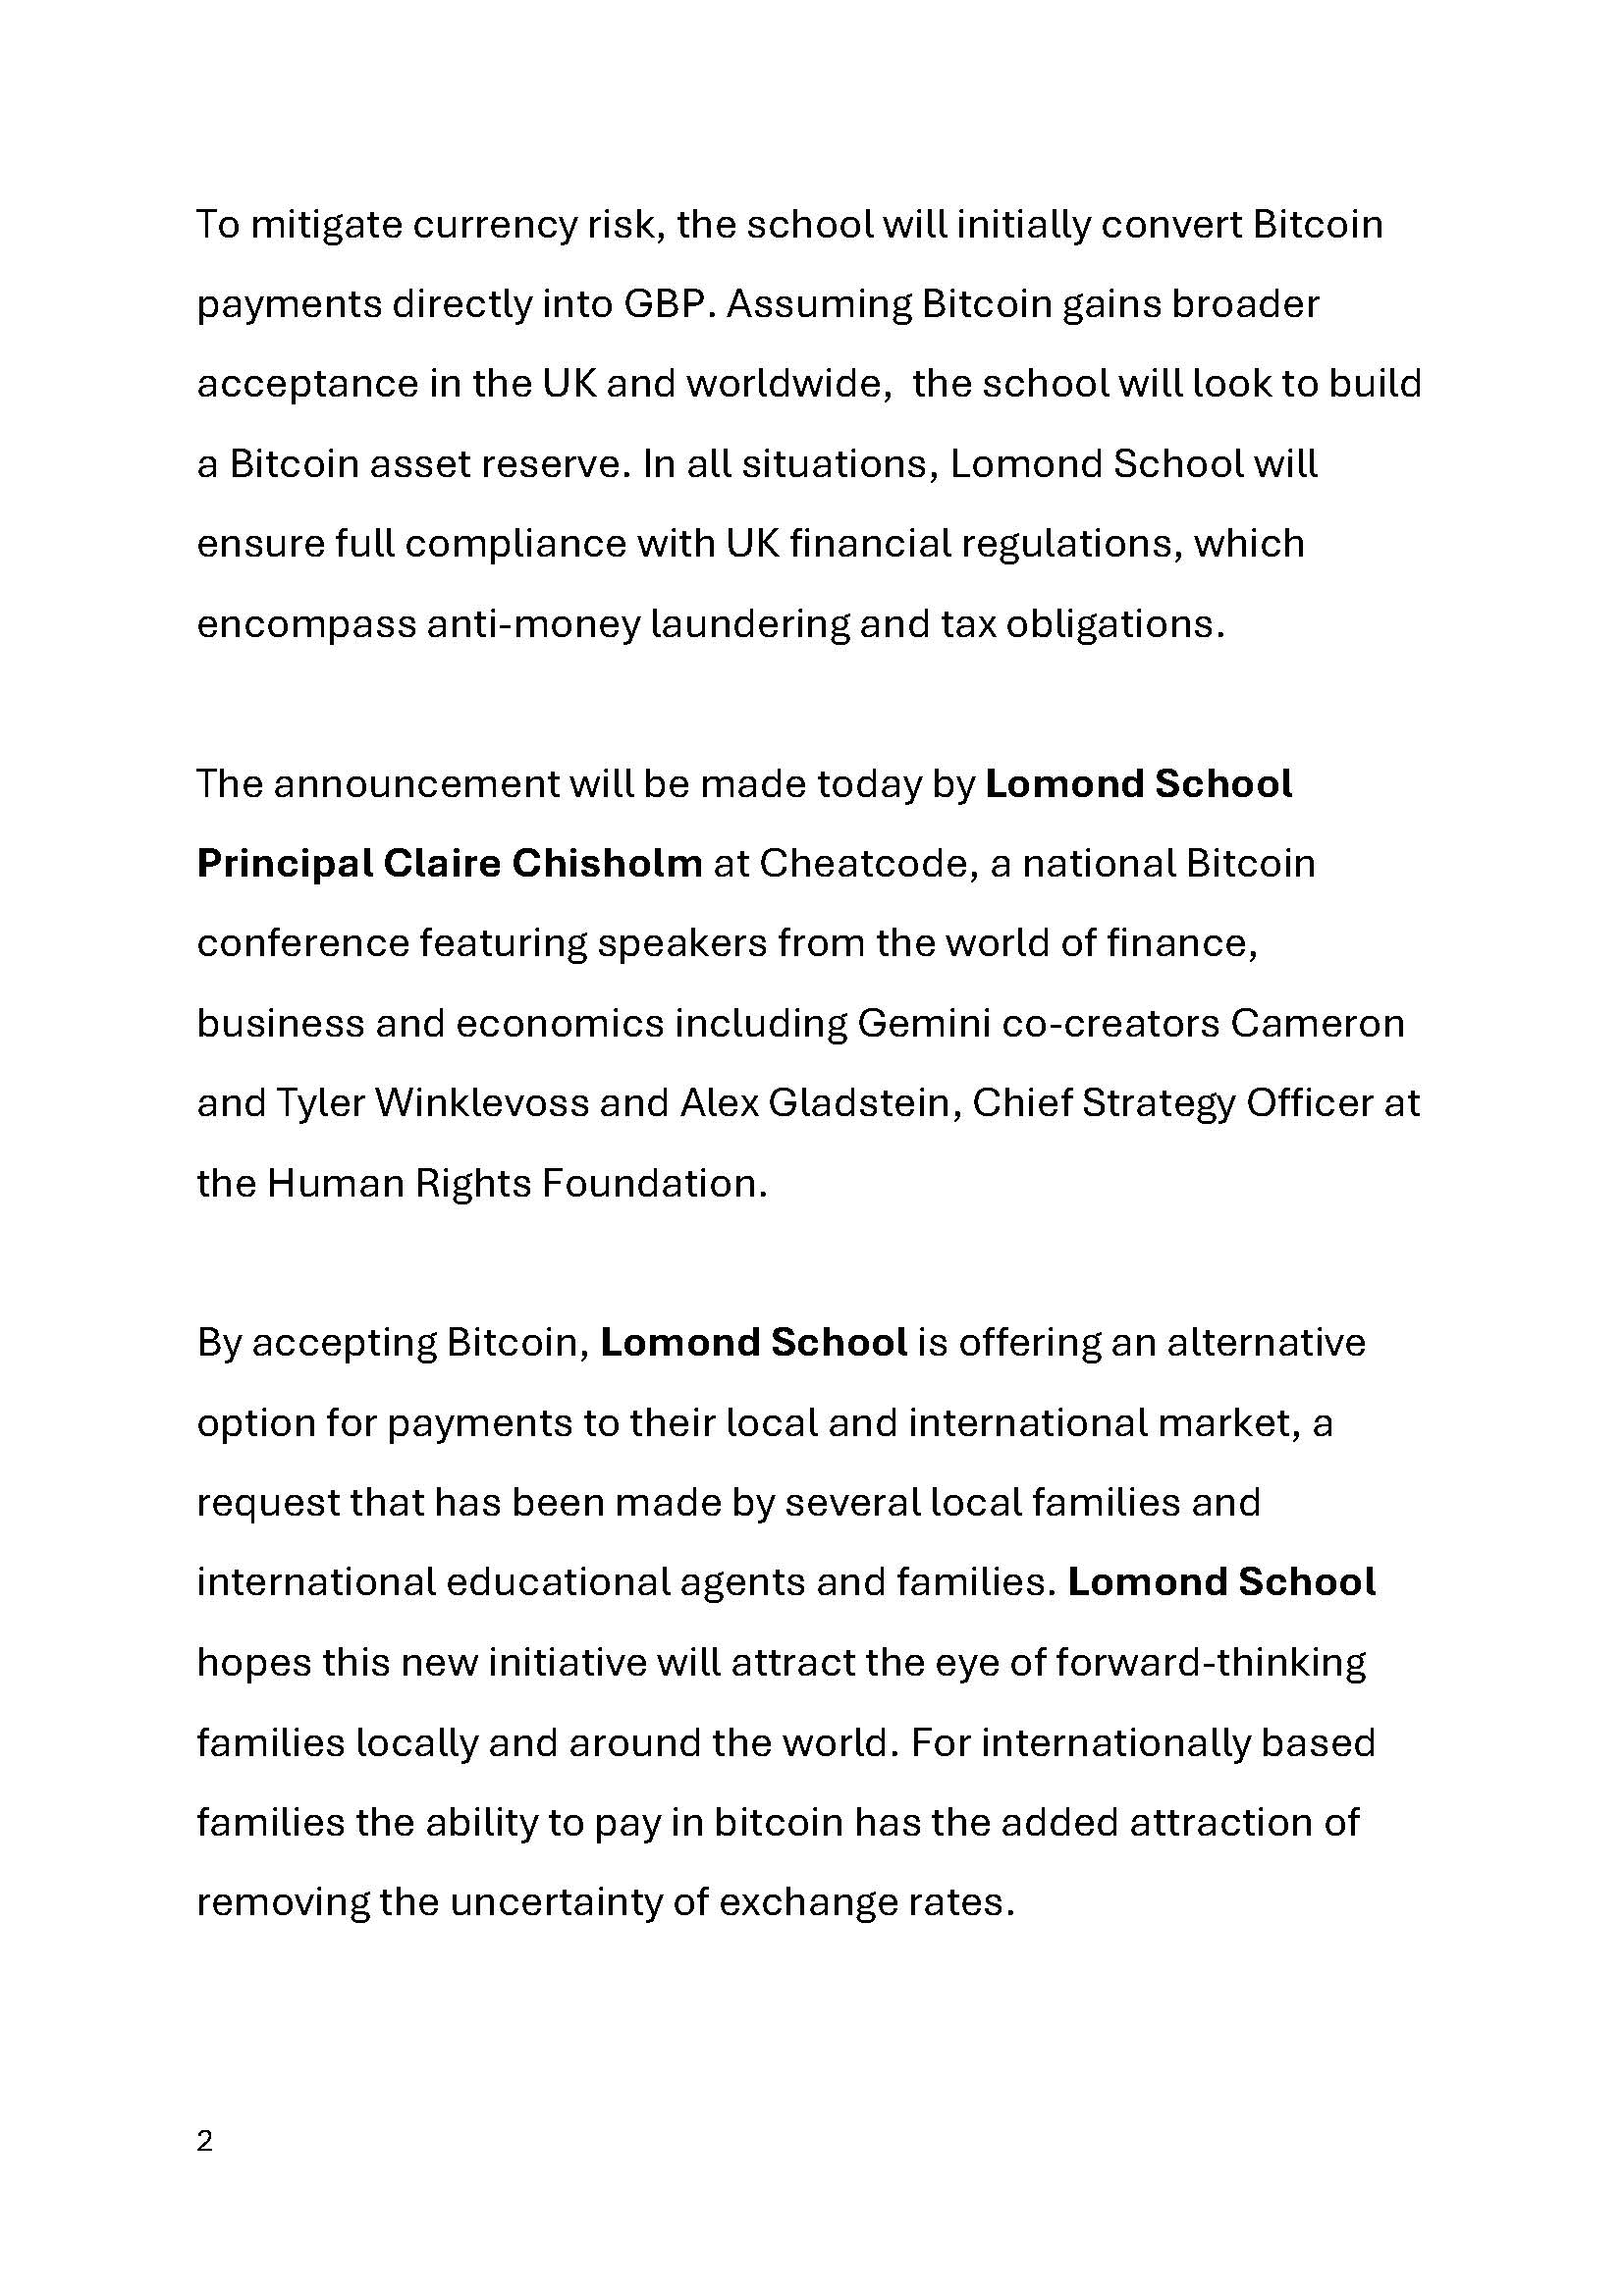 To mitigate currency risk, the school will initially convert Bitcoin
payments directly into GBP. Assuming Bitcoin gains broader
acceptance in the UK and worldwide,  the school will look to build
a Bitcoin asset reserve. In all situations, Lomond School will
ensure full compliance with UK financial regulations, which
encompass anti-money laundering and tax obligations.
The announcement will be made today by Lomond School
Principal Claire Chisholm at Cheatcode, a national Bitcoin
conference featuring speakers from the world of finance,
business and economics including Gemini co-creators Cameron
and Tyler Winklevoss and Alex Gladstein, Chief Strategy Officer at
the Human Rights Foundation.
By accepting Bitcoin, Lomond School is offering an alternative
option for payments to their local and international market, a
request that has been made by several local families and
international educational agents and families. Lomond School
hopes this new initiative will attract the eye of forward-thinking
families locally and around the world. For internationally based
families the ability to pay in bitcoin has the added attraction of
removing the uncertainty of exchange rates.
2